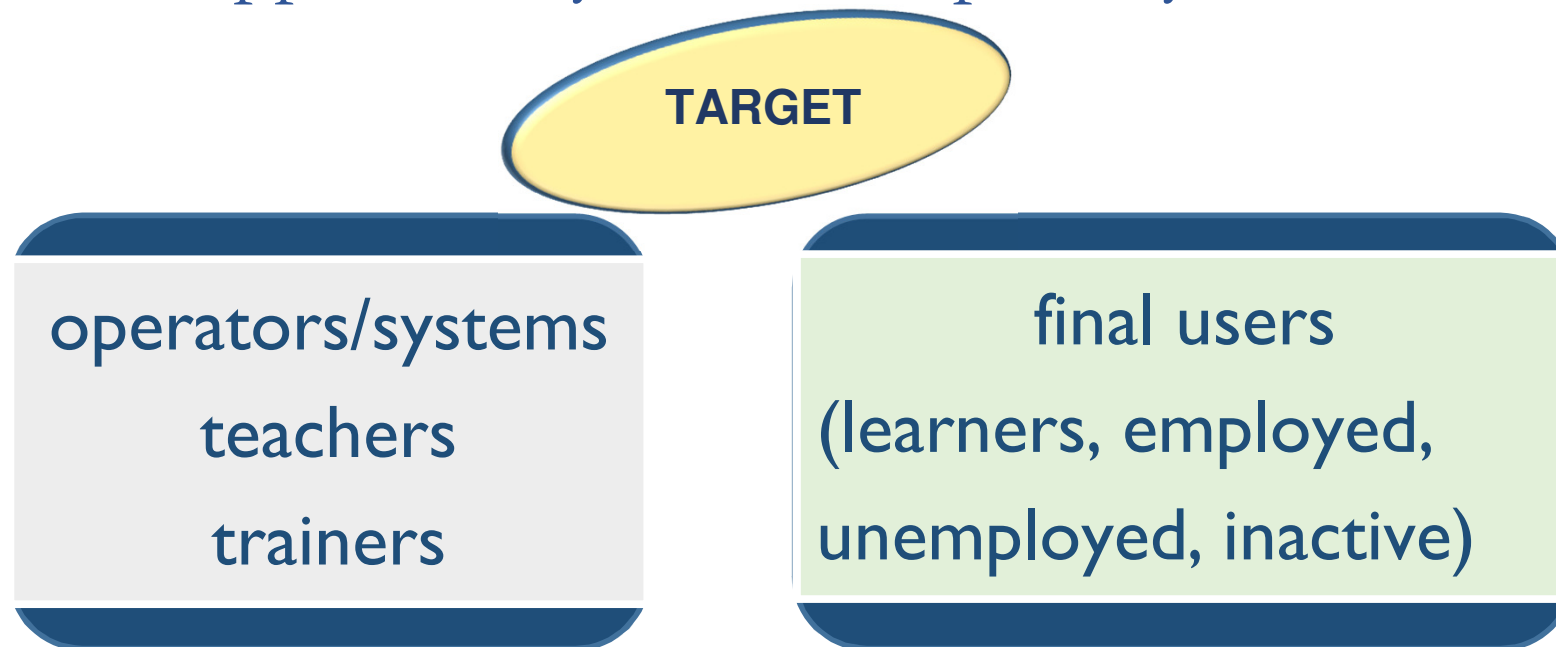 TARGET
operators/systems
teachers
trainers
final users
(learners, employed,
unemployed, inactive)